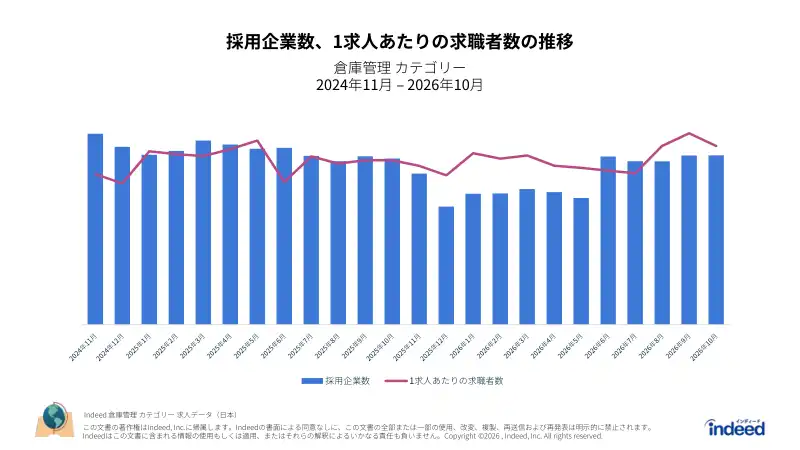 採用企業数、1求人あたりの求職者数の推移
倉庫管理 カテゴリー
2024年11月 – 2026年10月
2024年11月
2024年12月
2025年1月
2025年2月
2025年3月
2025年4月
2025年5月
2025年6月
2025年7月
2025年8月
2025年9月
2025年10月
2025年11月
2025年12月
2026年1月
2026年2月
2026年3月
2026年4月
2026年5月
2026年6月
2026年7月
2026年8月
2026年9月
2026年10月
採用企業数
1求人あたりの求職者数
Indeed 倉庫管理 カテゴリー 求人データ（日本）
この文書の著作権はIndeed, Inc.に帰属します。Indeedの書面による同意なしに、この文書の全部または一部の使用、改変、複製、再送信および再発表は明示的に禁止されます。
Indeedはこの文書に含まれる情報の使用もしくは適用、またはそれらの解釈によるいかなる責任も負いません。Copyright ©2026 , Indeed, Inc. All rights reserved.
インディード
indeed